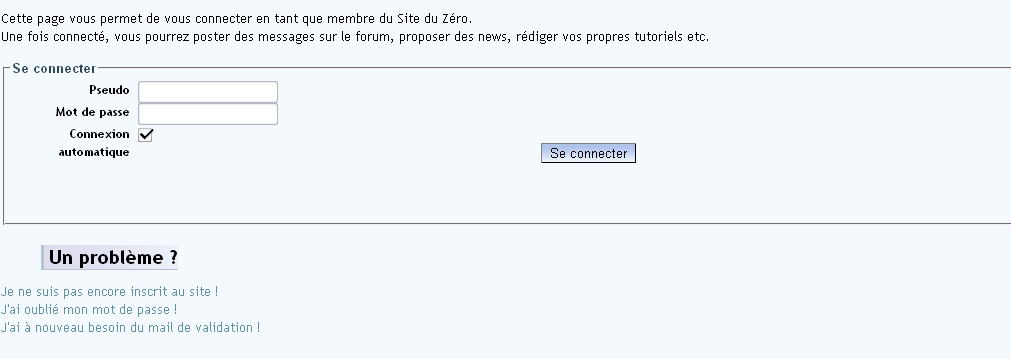 Cette page vous permet de vous connecter en tant que membre du Site du Zéro.
Une fois connecté, vous pourrez poster des messages sur le forum, proposer des news, rédiger vos propres tutoriels etc.
Se connecter
Pseudo
Mot de passe
Connexion
automatique
Se connecter
Un problème ?
Je ne suis pas encore inscrit au site !
J'ai oublié mon mot de passe !
J'ai à nouveau besoin du mail de validation !